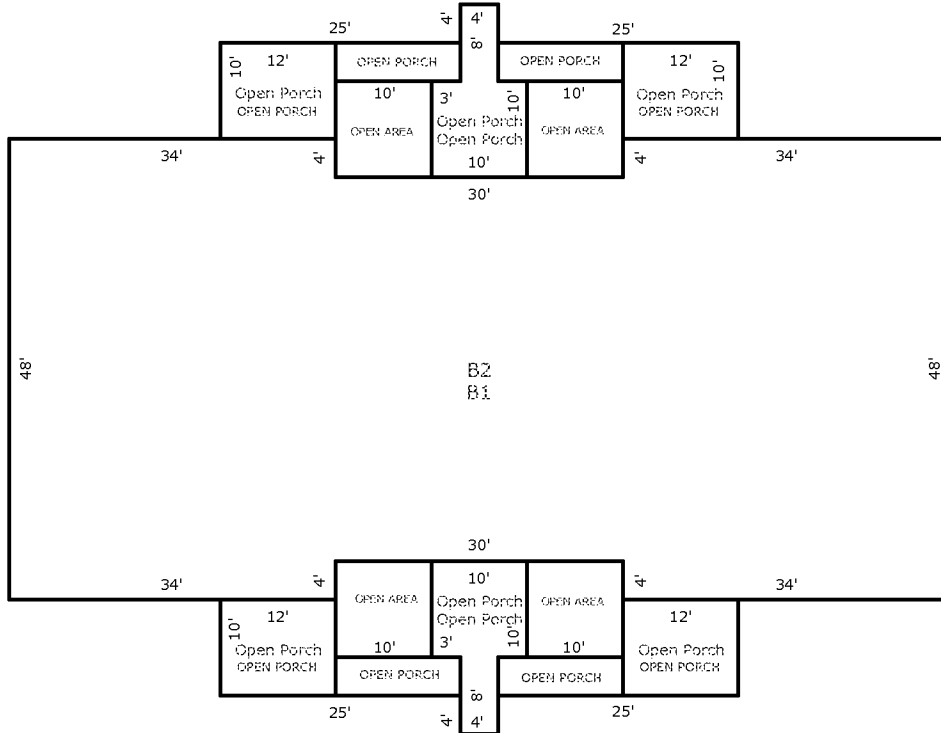 4' 4'
25' 8' 25'
10' 12' OPEN PORCH OPEN PORCH 12' 10'
Open Porch 10' 3' 10' 10' Open Porch
OPEN PORCH OPEN PORCH
Open Porch
OPEN AREA Open Porch OPEN AREA
34' 4' 10' 4' 34'
30'
48' 48'
B2
B1
30'
34' 4' 10' 4' 34'
OPEN AREA Open Porch OPEN AREA
10' 12' Open Porch 12'
Open Porch 10' 3' 10' 10' Open Porch
OPEN PORCH OPEN PORCH
OPEN PORCH OPEN PORCH
25' 8' 25'
4' 4'